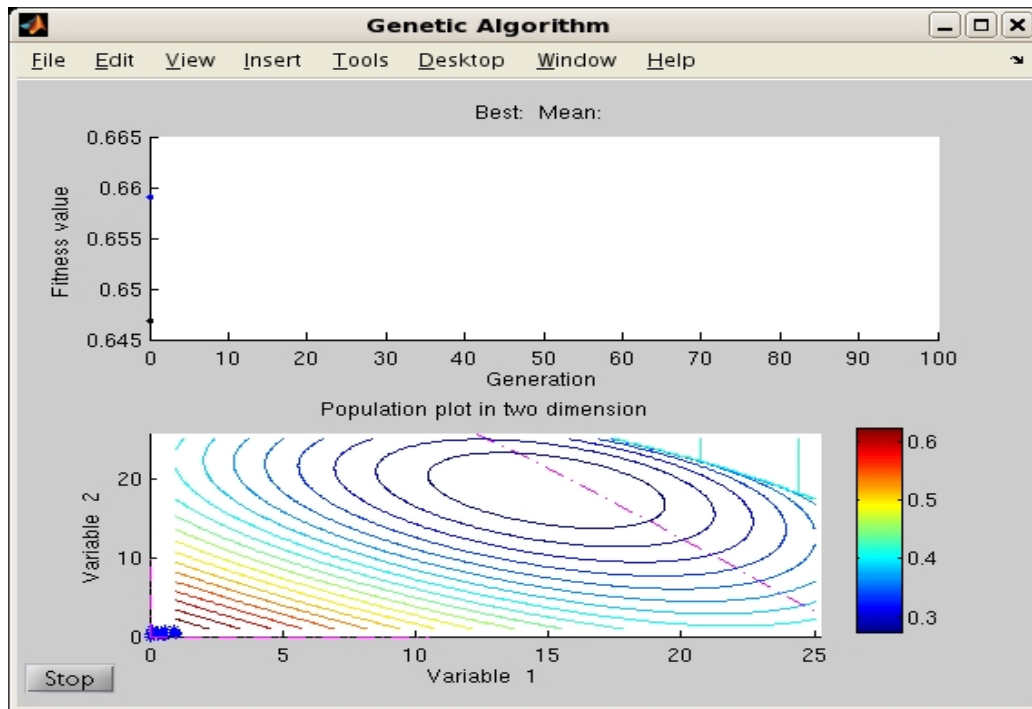 Genetic Algorithm
File Edit View Insert Tools Desktop Window Help
Best: Mean:
0.665
0.66
0.655
0.65
0.645
Fitness value
0 10 20 30 40 50 60 70 80 90 100
Generation
Population plot in two dimension
20
10
0
Variable 2
0 5 10 15 20 25
Variable 1
0.6
0.5
0.4
0.3
Stop